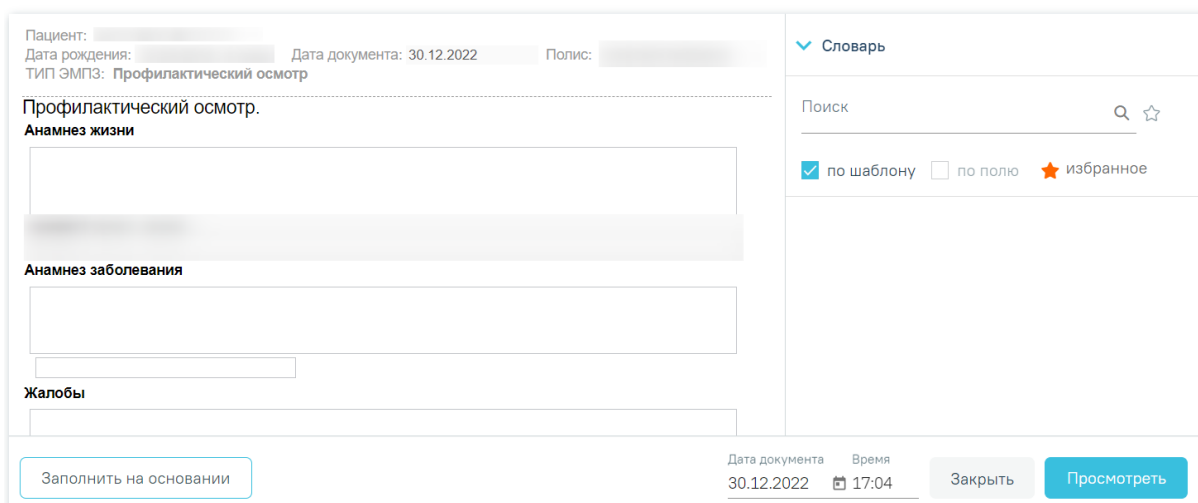 Пациент:
Дата рождения: Дата документа: 30.12.2022 Полис:
ТИП ЭМПЗ: Профилактический осмотр
Профилактический осмотр.
Анамнез жизни
Анамнез заболевания
Жалобы
Словарь
Поиск
по шаблону по полю избранное
Заполнить на основании
Дата документа Время
30.12.2022 17:04
Закрыть
Просмотреть